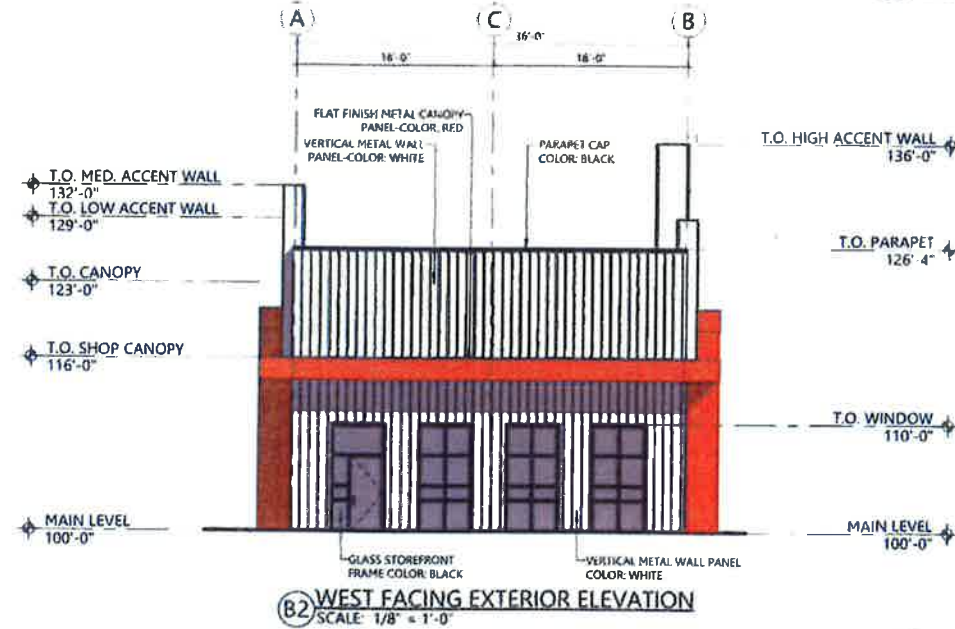 A
C
B
36'-0"
18'-0"
18'-0"
FLAT FINISH METAL CANOPY
PANEL-COLOR: RED
VERTICAL METAL WALL
PANEL-COLOR: WHITE
PARAPET CAP
COLOR: BLACK
T.O. HIGH ACCENT WALL
136'-0"
T.O. MED. ACCENT WALL
132'-0"
T.O. LOW ACCENT WALL
129'-0"
T.O. PARAPET
126'-4"
T.O. CANOPY
123'-0"
T.O. SHOP CANOPY
116'-0"
T.O. WINDOW
110'-0"
MAIN LEVEL
100'-0"
MAIN LEVEL
100'-0"
GLASS STOREFRONT
FRAME COLOR: BLACK
VERTICAL METAL WALL PANEL
COLOR: WHITE
B2 WEST FACING EXTERIOR ELEVATION
SCALE: 1/8" = 1'-0"